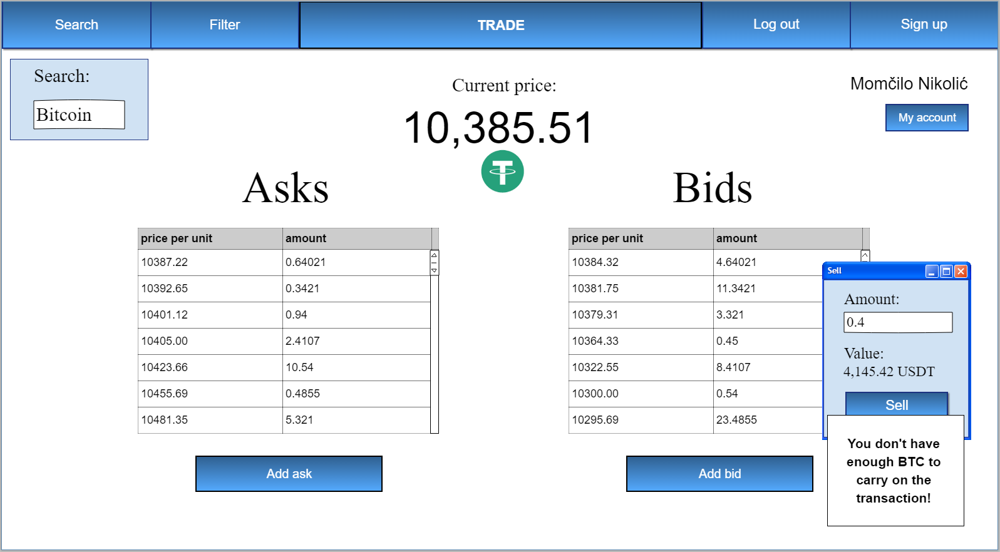 Search
Filter
TRADE
Log out
Sign up
Search:
Bitcoin
Current price:
10,385.51
Momčilo Nikolić
My account
Asks
price per unit amount
10387.22 0.64021
10392.65 0.3421
10401.12 0.94
10405.00 2.4107
10423.66 10.54
10455.69 0.4855
10481.35 5.321
Add ask
Bids
price per unit amount
10384.32 4.64021
10381.75 11.3421
10379.31 3.321
10364.33 0.45
10322.55 8.4107
10300.00 0.54
10295.69 23.4855
Add bid
Sell
Amount:
0.4
Value:
4,145.42 USDT
Sell
You don't have
enough BTC to
carry on the
transaction!